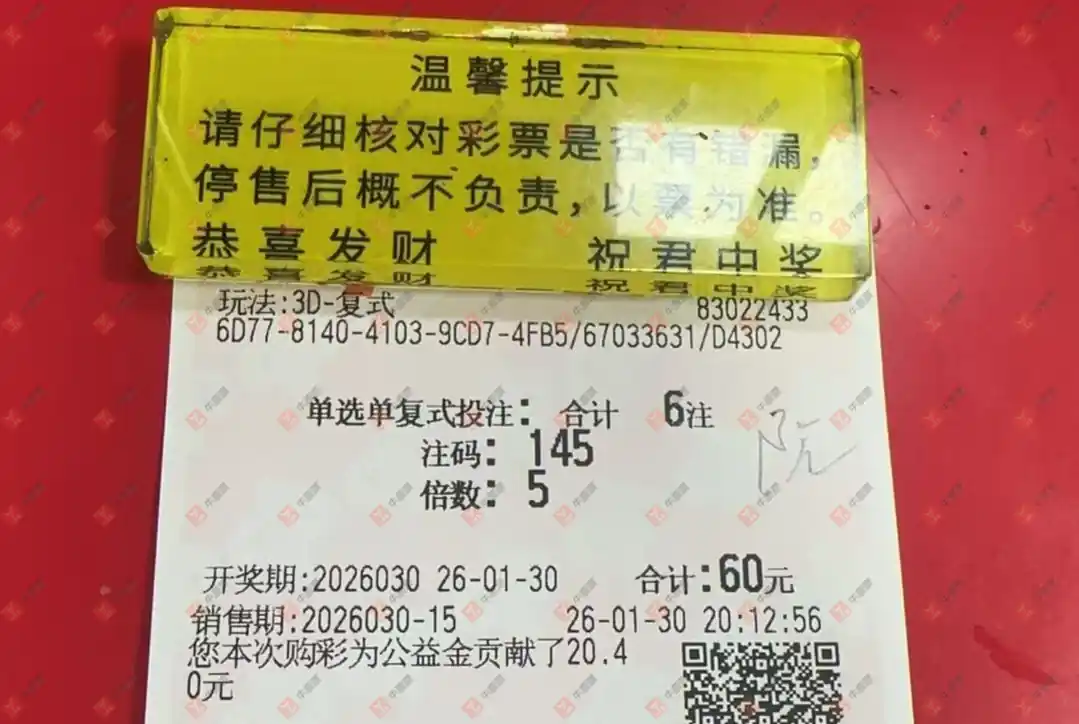 温馨提示
请仔细核对彩票是否有错漏，
停售后概不负责，以票为准。
恭喜发财 祝君中奖
玩法:3D-复式 83022433
6D77-8140-4103-9CD7-4FB5/67033631/D4302
单选单复式投注: 合计 6注
注码: 145
倍数: 5
阮
开奖期:2026030 26-01-30 合计:60元
销售期:2026030-15 26-01-30 20:12:56
您本次购彩为公益金贡献了20.4
0元